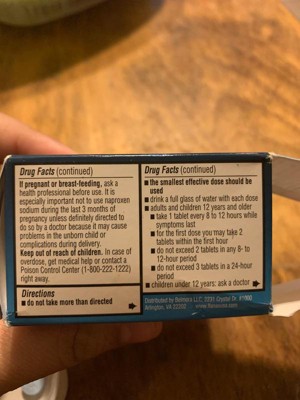 Drug Facts (continued)
If pregnant or breast-feeding, ask a
health professional before use. It is
especially important not to use naproxen
sodium during the last 3 months of
pregnancy unless definitely directed to
do so by a doctor because it may cause
problems in the unborn child or
complications during delivery.
Keep out of reach of children. In case of
overdose, get medical help or contact a
Poison Control Center (1-800-222-1222)
right away.
Directions
■ do not take more than directed
Drug Facts (continued)
■ the smallest effective dose should be
used
■ drink a full glass of water with each dose
■ adults and children 12 years and older
■ take 1 tablet every 8 to 12 hours while
symptoms last
■ for the first dose you may take 2
tablets within the first hour
■ do not exceed 2 tablets in any 8- to
12-hour period
■ do not exceed 3 tablets in a 24-hour
period
■ children under 12 years: ask a doctor
Distributed by LLC, Crystal Dr.
Arlington, VA 22202